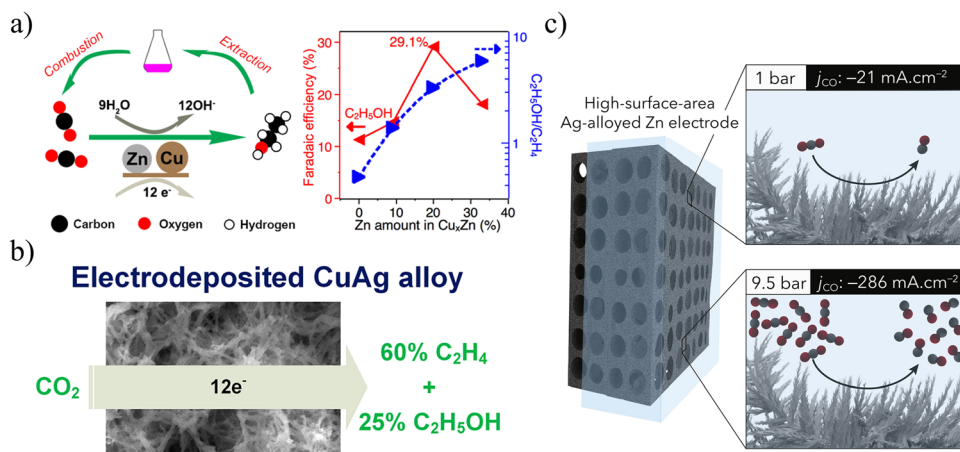 a)
Combustion
Extraction
9H₂O
12OH⁻
Zn
Cu
12 e⁻
Carbon
Oxygen
Hydrogen
Faradaic efficiency (%)
30
25
20
15
10
5
0
29.1%
C₂H₅OH
10
1
C₂H₅OH/C₂H₄
0
10
20
30
40
Zn amount in CuₓZn (%)
b)
Electrodeposited CuAg alloy
CO₂
12e⁻
60% C₂H₄
+
25% C₂H₅OH
c)
High-surface-area
Ag-alloyed Zn electrode
1 bar
jCO: –21 mA.cm⁻²
9.5 bar
jCO: –286 mA.cm⁻²